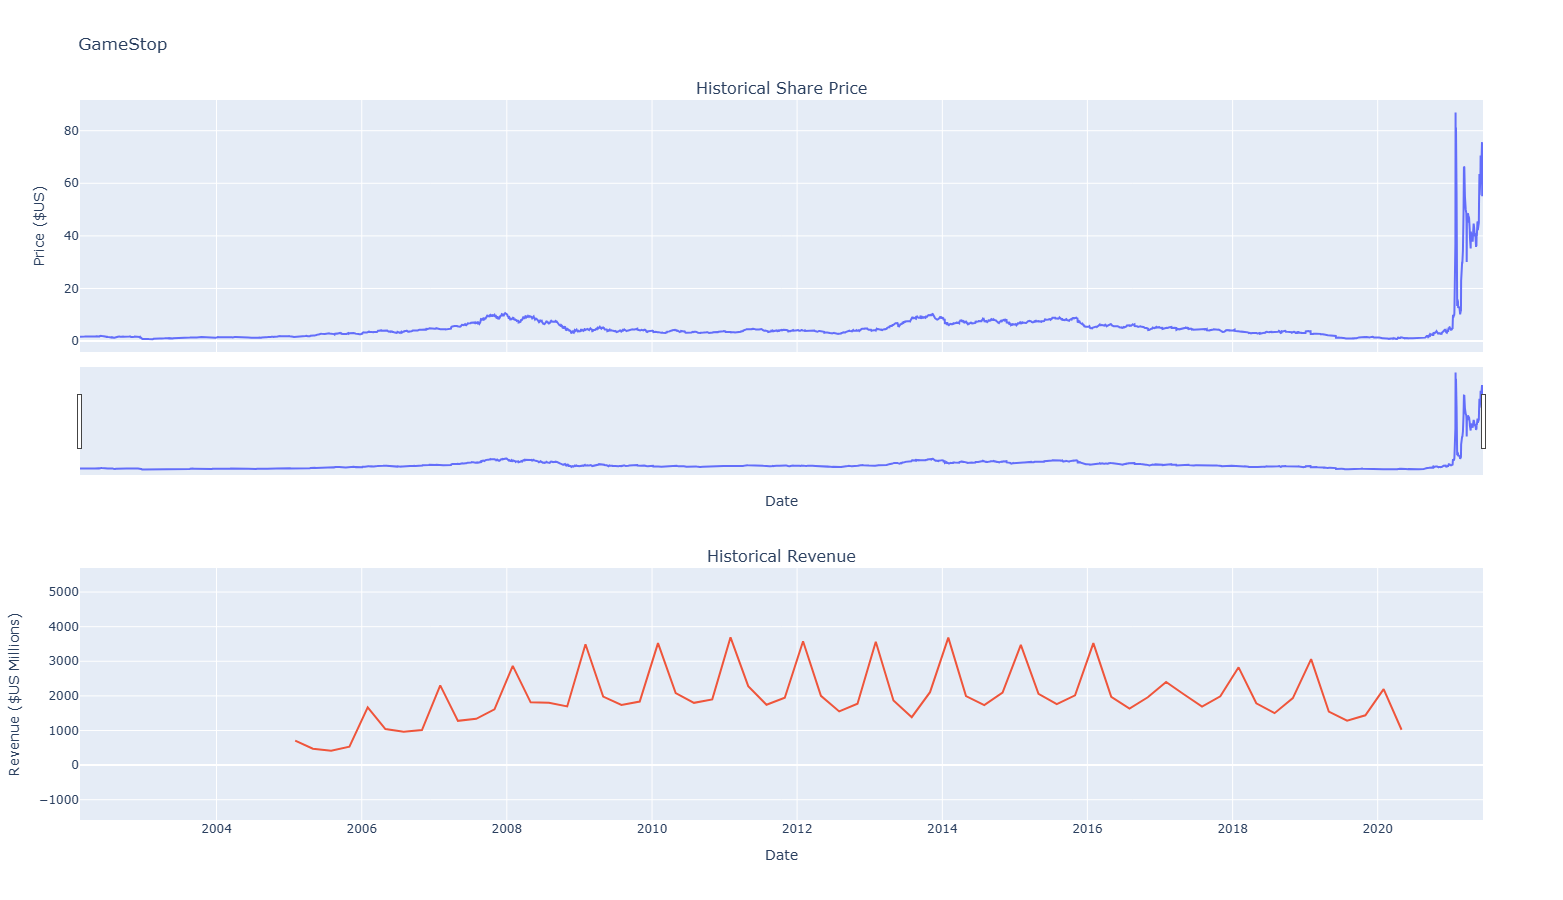 GameStop
Historical Share Price
Price ($US)
80
60
40
20
0
Date
Historical Revenue
Revenue ($US Millions)
5000
4000
3000
2000
1000
0
−1000
2004 2006 2008 2010 2012 2014 2016 2018 2020
Date